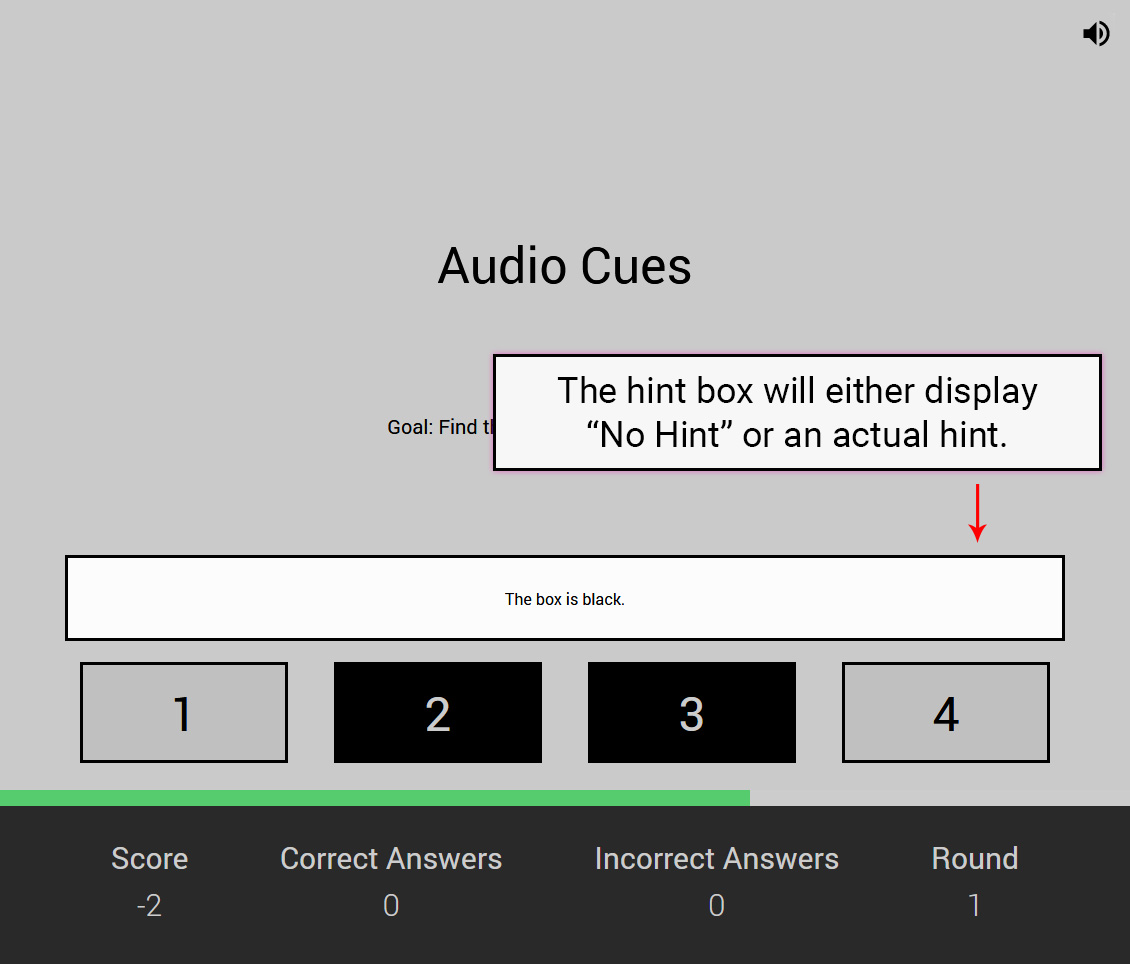 Audio Cues
The hint box will either display
“No Hint” or an actual hint.
Goal: Find
The box is black.
1
2
3
4
Score
Correct Answers
Incorrect Answers
Round
-2
0
0
1